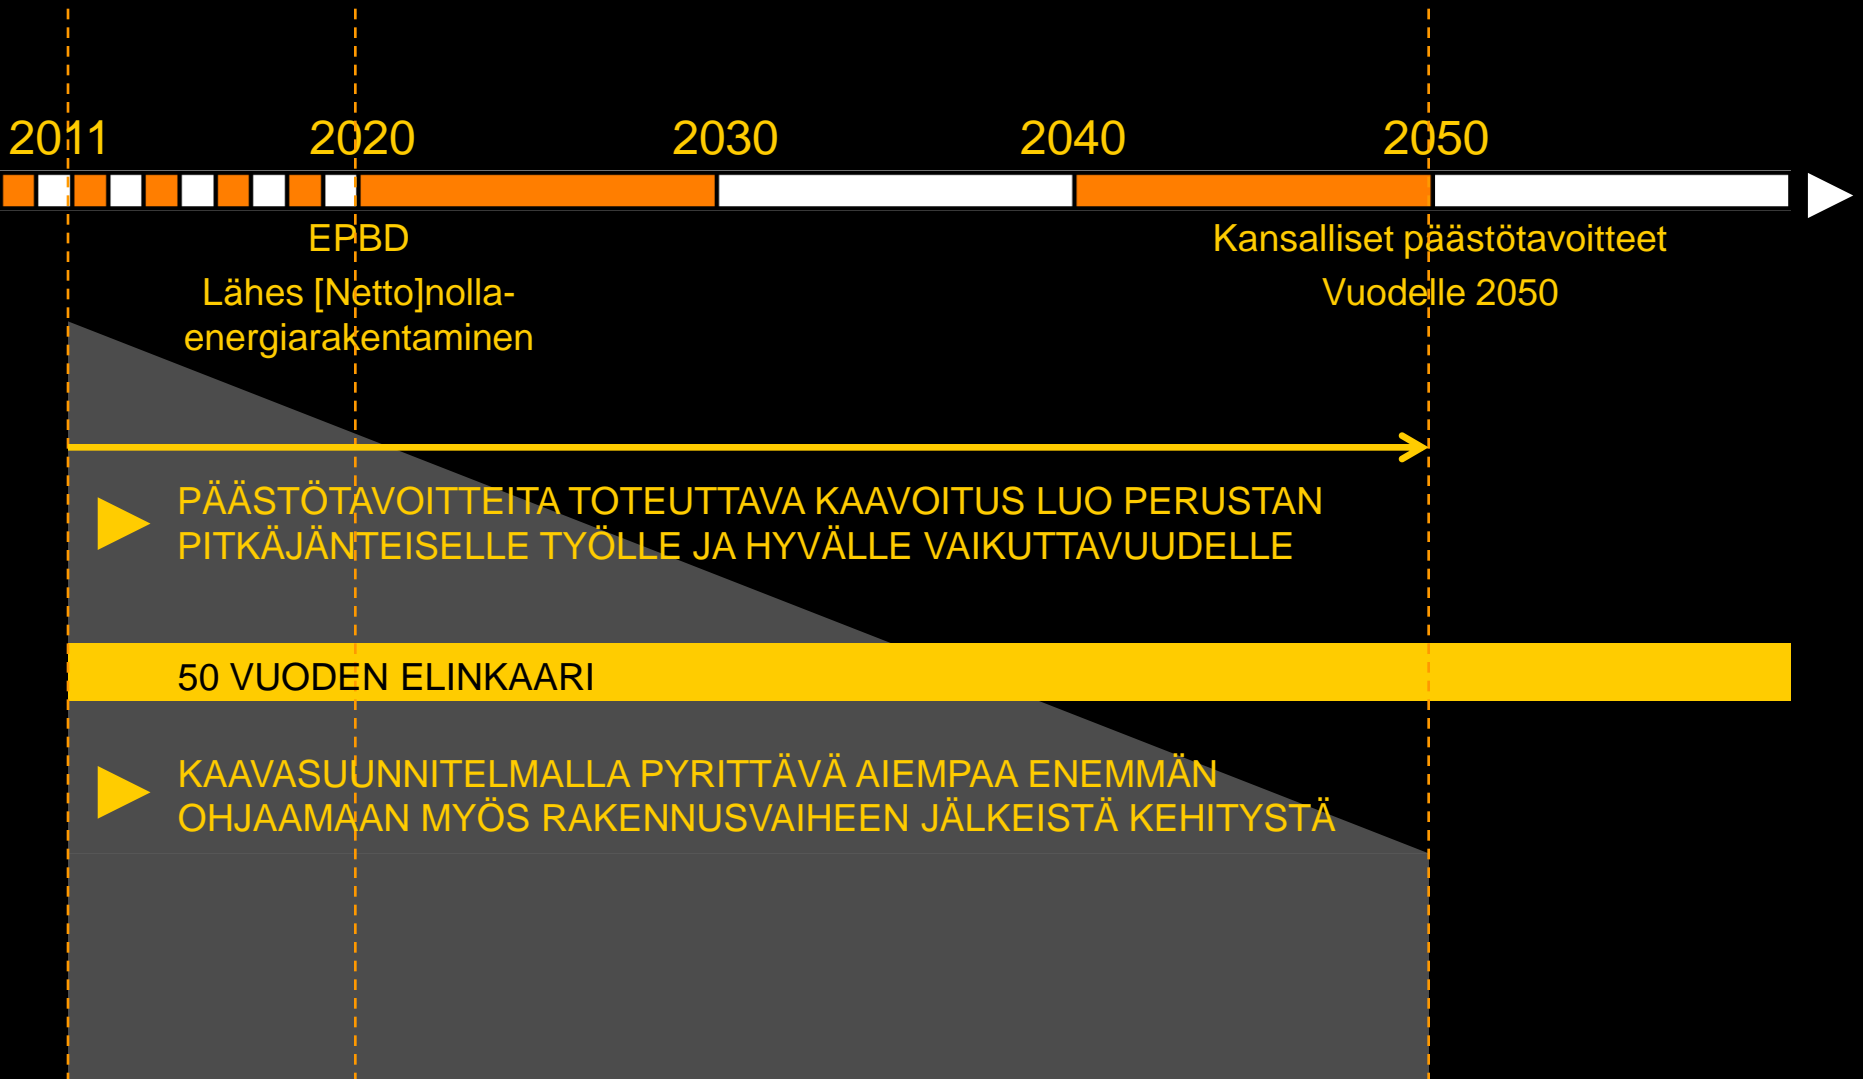 2011 2020 2030 2040 2050
EPBD
Lähes [Netto]nolla-
energiarakentaminen
Kansalliset päästötavoitteet
Vuodelle 2050
PÄÄSTÖTAVOITTEITA TOTEUTTAVA KAAVOITUS LUO PERUSTAN
PITKÄJÄNTEISELLE TYÖLLE JA HYVÄLLE VAIKUTTAVUUDELLE
50 VUODEN ELINKAARI
KAAVASUUNNITELMALLA PYRITTÄVÄ AIEMPAA ENEMMÄN
OHJAAMAAN MYÖS RAKENNUSVAIHEEN JÄLKEISTÄ KEHITYSTÄ